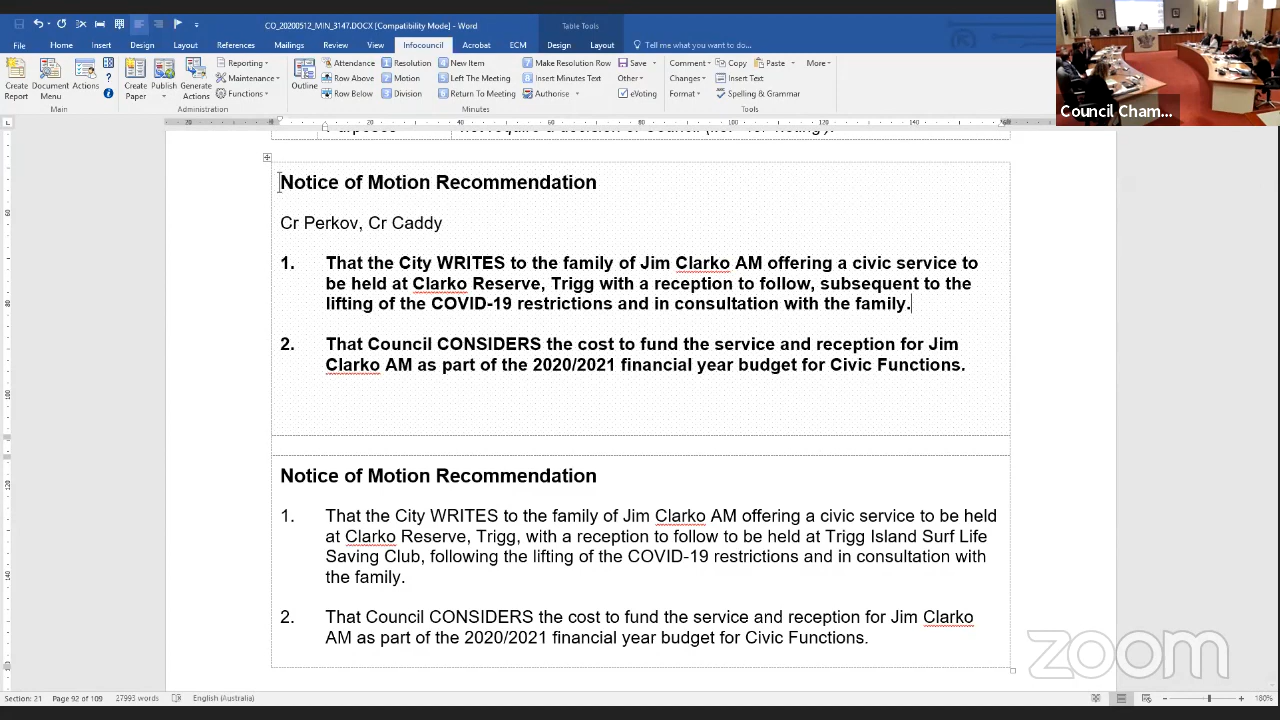 CO_20200512_MIN_3147.DOCX [Compatibility Mode] - Word
Table Tools
File Home Insert Design Layout References Mailings Review View Infocouncil Acrobat ECM Design Layout Tell me what you want to do...
Create Report
Document Menu
Actions
Main
Create Paper
Publish
Generate Actions
Reporting
Maintenance
Functions
Administration
Outline
Attendance
Row Above
Row Below
Resolution
Motion
Division
New Item
Left The Meeting
Return To Meeting
Make Resolution Row
Insert Minutes Text
Authorise
Save
Other
eVoting
Minutes
Comment
Changes
Format
Copy
Paste
More
Insert Text
Spelling & Grammar
Tools
Council Cham...
Notice of Motion Recommendation
Cr Perkov, Cr Caddy
1. That the City WRITES to the family of Jim Clarko AM offering a civic service to
be held at Clarko Reserve, Trigg with a reception to follow, subsequent to the
lifting of the COVID-19 restrictions and in consultation with the family.
2. That Council CONSIDERS the cost to fund the service and reception for Jim
Clarko AM as part of the 2020/2021 financial year budget for Civic Functions.
Notice of Motion Recommendation
1. That the City WRITES to the family of Jim Clarko AM offering a civic service to be held
at Clarko Reserve, Trigg, with a reception to follow to be held at Trigg Island Surf Life
Saving Club, following the lifting of the COVID-19 restrictions and in consultation with
the family.
2. That Council CONSIDERS the cost to fund the service and reception for Jim Clarko
AM as part of the 2020/2021 financial year budget for Civic Functions.
zoom
Section: 21 Page 92 of 109 27993 words English (Australia)
180%